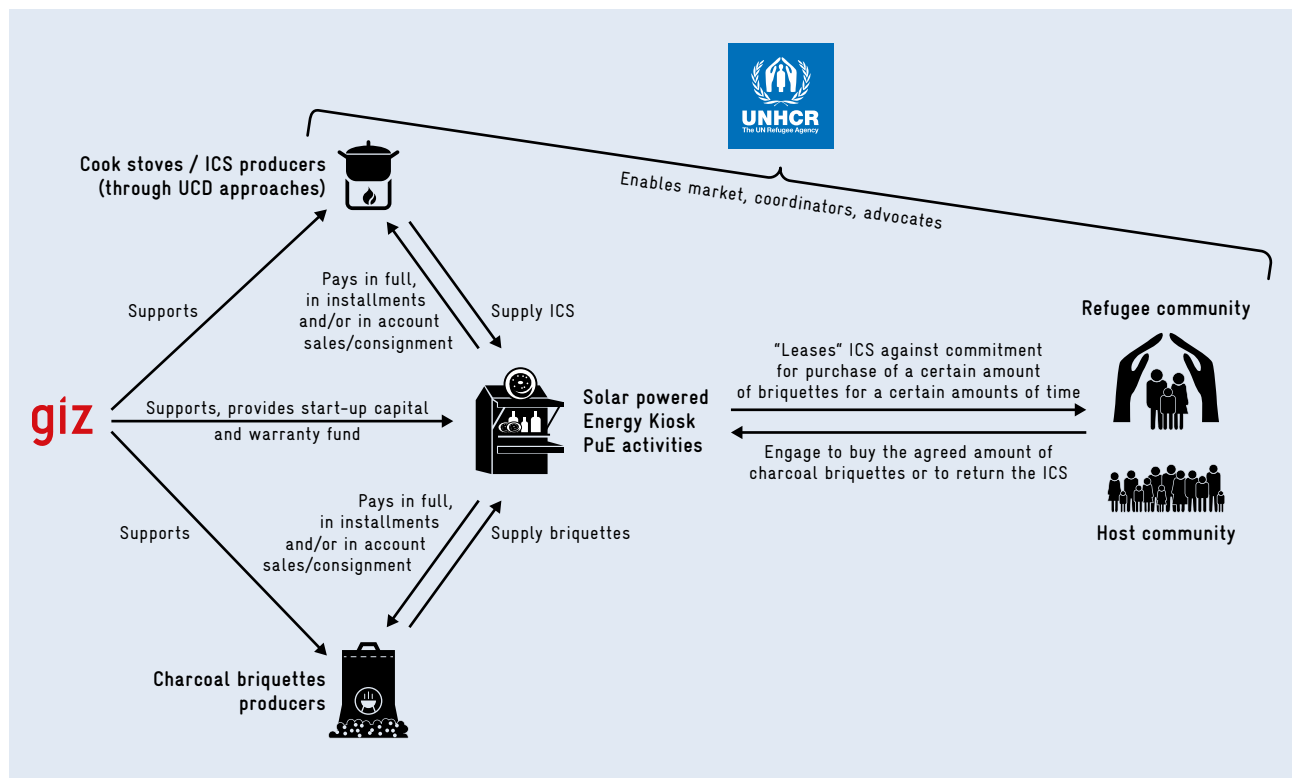 UNHCR
The UN Refugee Agency
Cook stoves / ICS producers
(through UCD approaches)
Enables market, coordinators, advocates
Supports
Pays in full,
in installments
and/or in account
sales/consignment
Supply ICS
Refugee community
"Leases" ICS against commitment
for purchase of a certain amount
of briquettes for a certain amounts of time
giz
Supports, provides start-up capital
and warranty fund
Solar powered
Energy Kiosk
PuE activities
Engage to buy the agreed amount of
charcoal briquettes or to return the ICS
Host community
Supports
Pays in full,
in installments
and/or in account
sales/consignment
Supply briquettes
Charcoal briquettes
producers